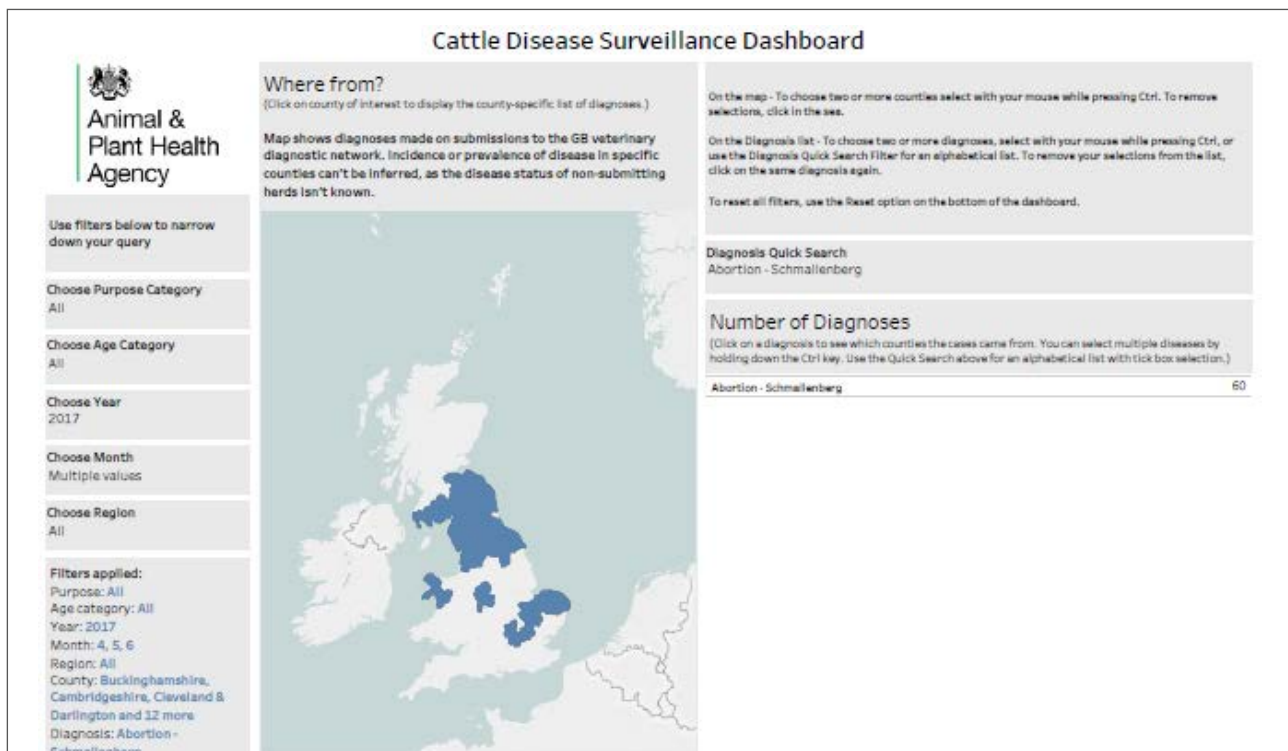 Cattle Disease Surveillance Dashboard
Animal &
Plant Health
Agency
Use filters below to narrow
down your query
Choose Purpose Category
All
Choose Age Category
All
Choose Year
2017
Choose Month
Multiple values
Choose Region
All
Filters applied:
Purpose: All
Age category: All
Year: 2017
Month: 4, 5, 6
Region: All
County: Buckinghamshire,
Cambridgeshire, Cleveland &
Darlington and 12 more
Diagnosis: Abortion -
Schmallenberg
Where from?
(Click on county of interest to display the county-specific list of diagnoses.)
Map shows diagnoses made on submissions to the GB veterinary
diagnostic network. Incidence or prevalence of disease in specific
counties can't be inferred, as the disease status of non-submitting
herds isn't known.
On the map - To choose two or more counties select with your mouse while pressing Ctrl. To remove
selections, click in the sea.
On the Diagnosis list - To choose two or more diagnoses, select with your mouse while pressing Ctrl, or
use the Diagnosis Quick Search Filter for an alphabetical list. To remove your selections from the list,
click on the same diagnosis again.
To reset all filters, use the Reset option on the bottom of the dashboard.
Diagnosis Quick Search
Abortion - Schmallenberg
Number of Diagnoses
(Click on a diagnosis to see which counties the cases came from. You can select multiple diseases by
holding down the Ctrl key. Use the Quick Search above for an alphabetical list with tick box selection.)
Abortion - Schmallenberg 60